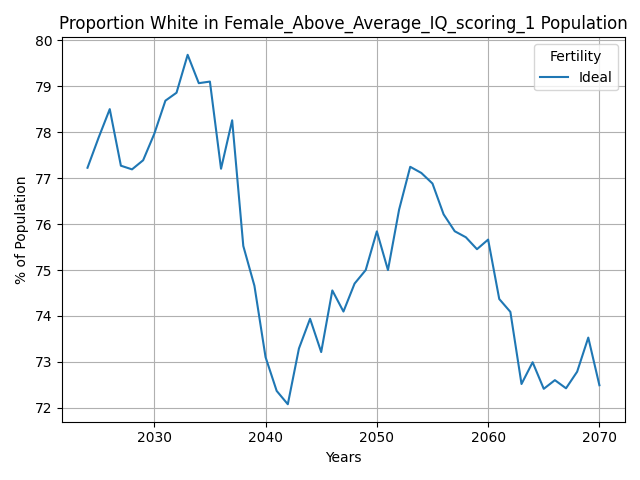 Proportion White in Female_Above_Average_IQ_scoring_1 Population
Fertility
Ideal
80
79
78
77
76
75
74
73
72
% of Population
2030 2040 2050 2060 2070
Years